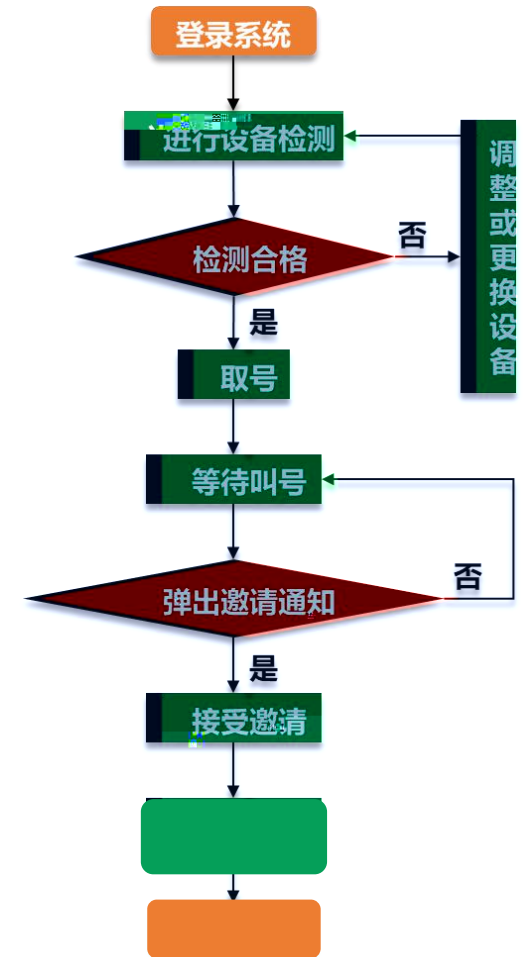 登录系统
进行设备检测
检测合格
否
调
整
或
更
换
设
备
是
取号
等待叫号
弹出邀请通知
否
是
接受邀请